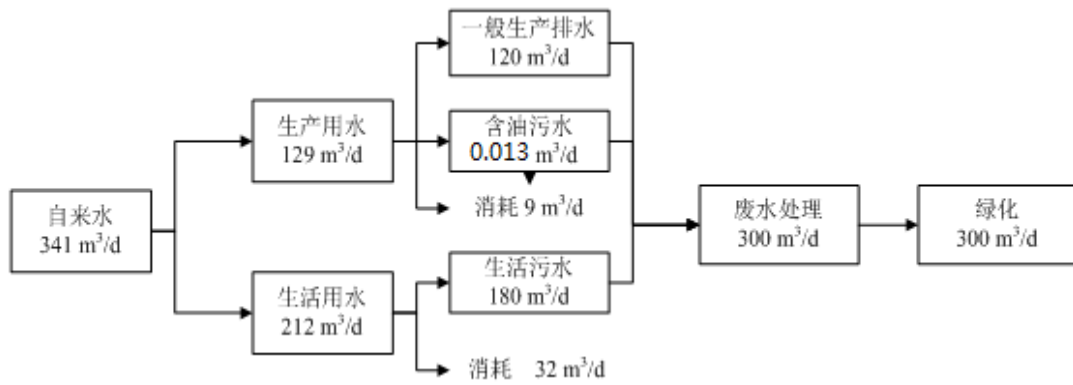 自来水
341 m³/d
生产用水
129 m³/d
生活用水
212 m³/d
一般生产排水
120 m³/d
含油污水
0.013 m³/d
消耗 9 m³/d
生活污水
180 m³/d
消耗 32 m³/d
废水处理
300 m³/d
绿化
300 m³/d